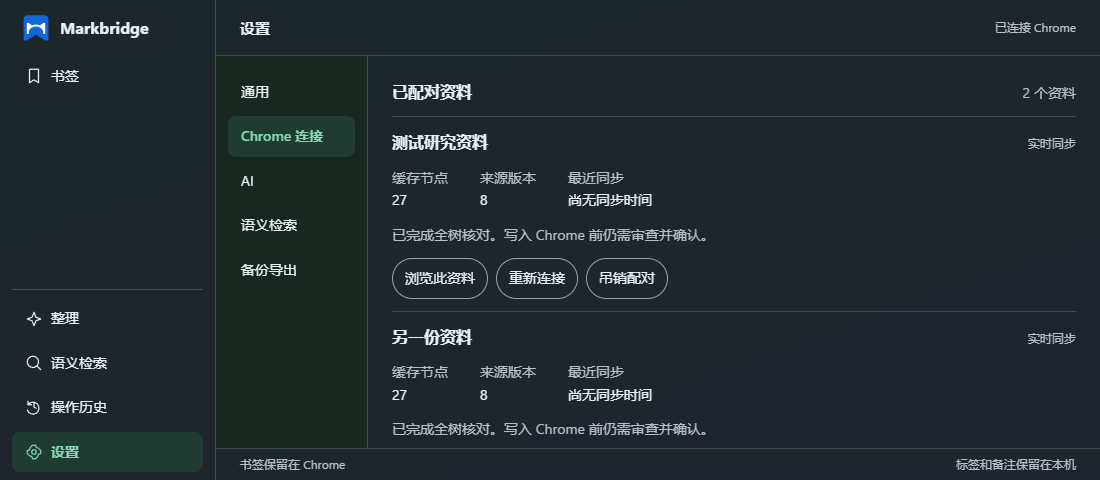 Markbridge
书签
整理
语义检索
操作历史
设置
设置
已连接 Chrome
通用
Chrome 连接
AI
语义检索
备份导出
已配对资料
2 个资料
测试研究资料
实时同步
缓存节点 来源版本 最近同步
27 8 尚无同步时间
已完成全树核对。写入 Chrome 前仍需审查并确认。
浏览此资料 重新连接 吊销配对
另一份资料
实时同步
缓存节点 来源版本 最近同步
27 8 尚无同步时间
已完成全树核对。写入 Chrome 前仍需审查并确认。
书签保留在 Chrome
标签和备注保留在本机